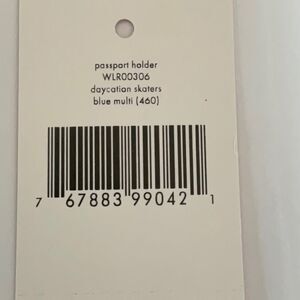 passport holder
WLR00306
daycation skaters
blue multi (460)
7 67883 99042 1